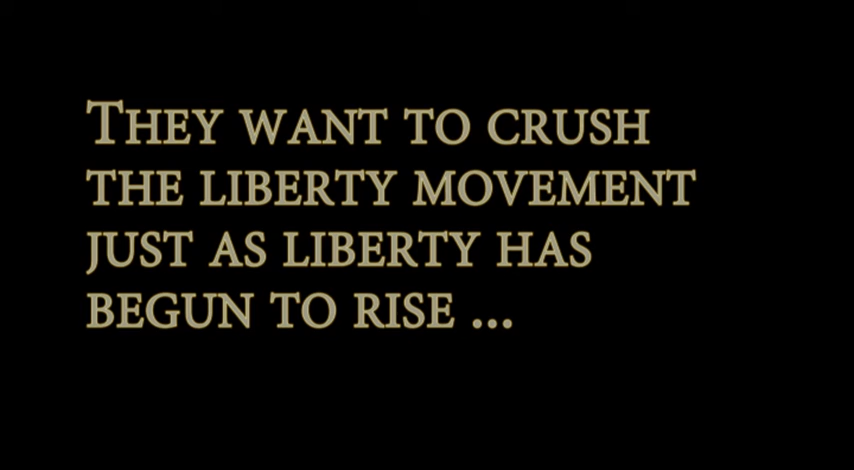 They want to crush
the liberty movement
just as liberty has
begun to rise ...